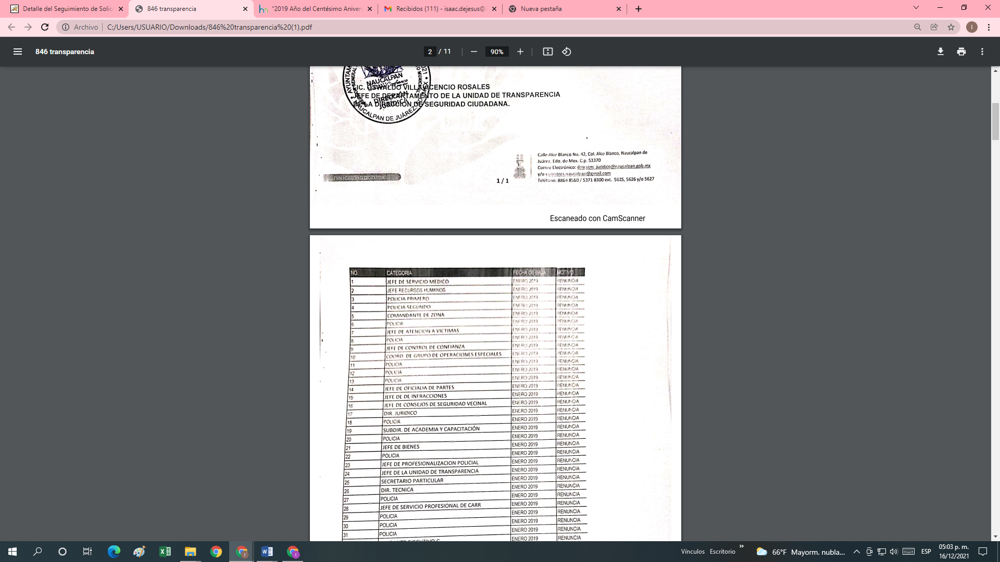 Detalle del Seguimiento de Solici
846 transparencia
"2019 Año del Centésimo Anivers
Recibidos (111) - isaac.dejesus@
Nueva pestaña
Archivo
C:/Users/USUARIO/Downloads/846%20transparencia%20(1).pdf
I
846 transparencia
2 / 11
90%
NAUCALPAN
DIRECCIÓN
JURÍDICA
NAUCALPAN DE JUÁREZ,
LIC. OSWALDO VILLAVICENCIO ROSALES
JEFE DE DEPARTAMENTO DE LA UNIDAD DE TRANSPARENCIA
DE LA DIRECCIÓN DE SEGURIDAD CIUDADANA.
naucalpan.gob.mx
1 / 1
Calle Alce Blanco No. 42, Col. Alce Blanco, Naucalpan de
Juárez, Edo. de Mex. C.p. 53370
Correo Electrónico: dgscytm_juridico@naucalpan.gob.mx
y/o siniestros.naucalpan@gmail.com
Teléfono: 8864 8560 / 5371 8300 ext. 5625, 5626 y/o 5627
Escaneado con CamScanner
NO. CATEGORIA FECHA DE BAJA MOTIVO
1 JEFE DE SERVICIO MEDICO ENERO 2019 RENUNCIA
2 JEFE RECURSOS HUMANOS ENERO 2019 RENUNCIA
3 POLICIA PRIMERO ENERO 2019 RENUNCIA
4 POLICIA SEGUNDO ENERO 2019 RENUNCIA
5 COMANDANTE DE ZONA ENERO 2019 RENUNCIA
6 POLICIA ENERO 2019 RENUNCIA
7 JEFE DE ATENCION A VICTIMAS ENERO 2019 RENUNCIA
8 POLICIA ENERO 2019 RENUNCIA
9 JEFE DE CONTROL DE CONFIANZA ENERO 2019 RENUNCIA
10 COORD. DE GRUPO DE OPERACIONES ESPECIALES ENERO 2019 RENUNCIA
11 POLICIA ENERO 2019 RENUNCIA
12 POLICIA ENERO 2019 RENUNCIA
13 POLICIA ENERO 2019 RENUNCIA
14 JEFE DE OFICIALIA DE PARTES ENERO 2019 RENUNCIA
15 JEFE DE DE INFRACCIONES ENERO 2019 RENUNCIA
16 JEFE DE CONSEJOS DE SEGURIDAD VECINAL ENERO 2019 RENUNCIA
17 DIR. JURIDICO ENERO 2019 RENUNCIA
18 POLICIA ENERO 2019 RENUNCIA
19 SUBDIR. DE ACADEMIA Y CAPACITACIÓN ENERO 2019 RENUNCIA
20 POLICIA ENERO 2019 RENUNCIA
21 JEFE DE BIENES ENERO 2019 RENUNCIA
22 POLICIA ENERO 2019 RENUNCIA
23 JEFE DE PROFESIONALIZACION POLICIAL ENERO 2019 RENUNCIA
24 JEFE DE LA UNIDAD DE TRANSPARENCIA ENERO 2019 RENUNCIA
25 SECRETARIO PARTICULAR ENERO 2019 RENUNCIA
26 DIR. TECNICA ENERO 2019 RENUNCIA
27 POLICIA ENERO 2019 RENUNCIA
28 JEFE DE SERVICIO PROFESIONAL DE CARR ENERO 2019 RENUNCIA
29 POLICIA ENERO 2019 RENUNCIA
30 POLICIA ENERO 2019 RENUNCIA
31 POLICIA ENERO 2019 RENUNCIA
ENERO 2019 RENUNCIA
Vínculos
Escritorio
66°F Mayorm. nubla...
ESP
05:03 p. m.
16/12/2021